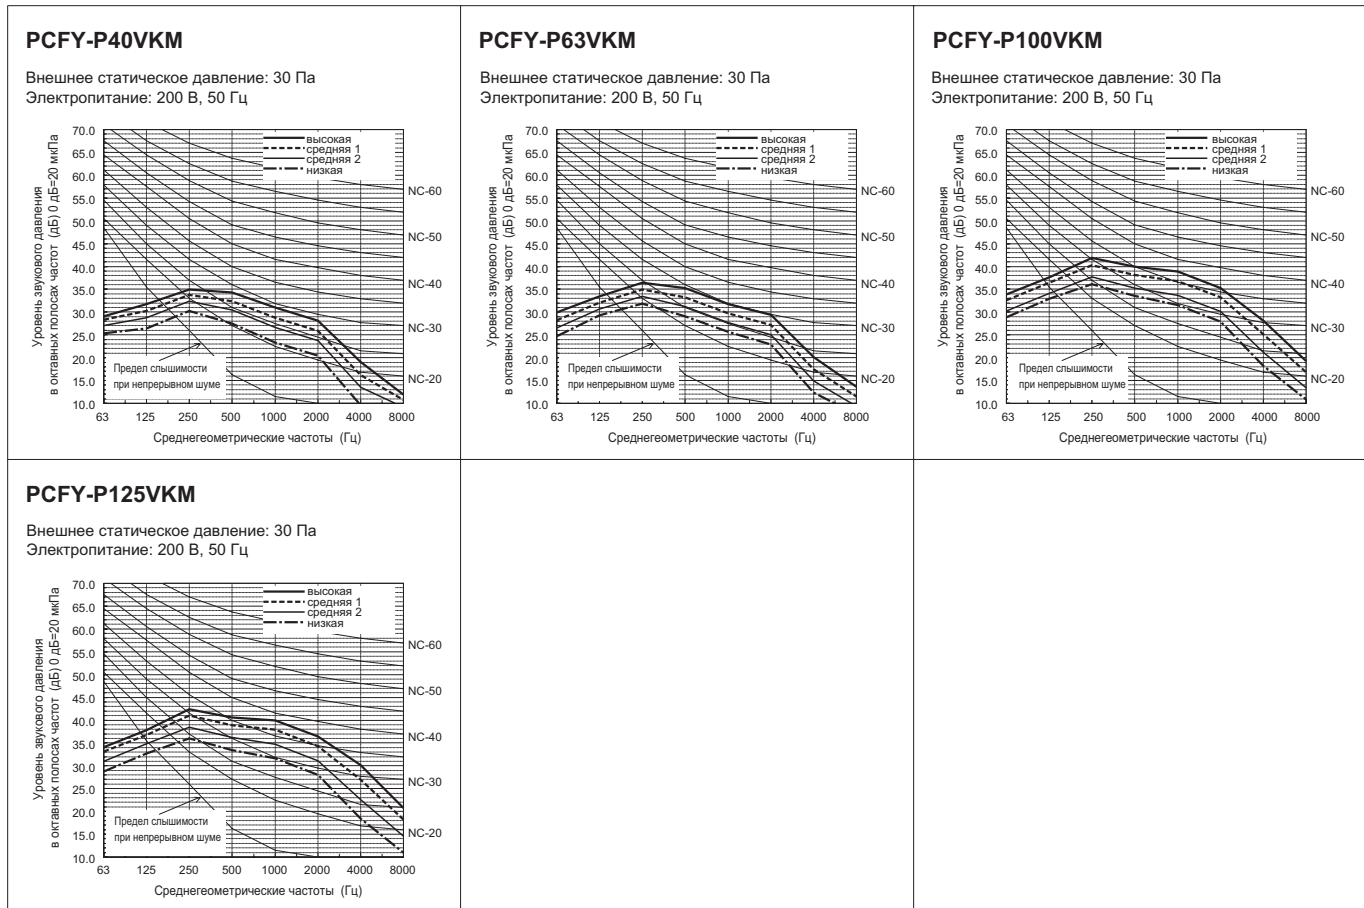 PCFY-P40VKM
Внешнее статическое давление: 30 Па
Электропитание: 200 В, 50 Гц
Уровень звукового давления
в октавных полосах частот (дБ) 0 дБ=20 мкПа
70.0
65.0
60.0
55.0
50.0
45.0
40.0
35.0
30.0
25.0
20.0
15.0
10.0
высокая
средняя 1
средняя 2
низкая
NC-60
NC-50
NC-40
NC-30
NC-20
Предел слышимости
при непрерывном шуме
63 125 250 500 1000 2000 4000 8000
Среднегеометрические частоты (Гц)
PCFY-P63VKM
Внешнее статическое давление: 30 Па
Электропитание: 200 В, 50 Гц
Уровень звукового давления
в октавных полосах частот (дБ) 0 дБ=20 мкПа
70.0
65.0
60.0
55.0
50.0
45.0
40.0
35.0
30.0
25.0
20.0
15.0
10.0
высокая
средняя 1
средняя 2
низкая
NC-60
NC-50
NC-40
NC-30
NC-20
Предел слышимости
при непрерывном шуме
63 125 250 500 1000 2000 4000 8000
Среднегеометрические частоты (Гц)
PCFY-P100VKM
Внешнее статическое давление: 30 Па
Электропитание: 200 В, 50 Гц
Уровень звукового давления
в октавных полосах частот (дБ) 0 дБ=20 мкПа
70.0
65.0
60.0
55.0
50.0
45.0
40.0
35.0
30.0
25.0
20.0
15.0
10.0
высокая
средняя 1
средняя 2
низкая
NC-60
NC-50
NC-40
NC-30
NC-20
Предел слышимости
при непрерывном шуме
63 125 250 500 1000 2000 4000 8000
Среднегеометрические частоты (Гц)
PCFY-P125VKM
Внешнее статическое давление: 30 Па
Электропитание: 200 В, 50 Гц
Уровень звукового давления
в октавных полосах частот (дБ) 0 дБ=20 мкПа
70.0
65.0
60.0
55.0
50.0
45.0
40.0
35.0
30.0
25.0
20.0
15.0
10.0
высокая
средняя 1
средняя 2
низкая
NC-60
NC-50
NC-40
NC-30
NC-20
Предел слышимости
при непрерывном шуме
63 125 250 500 1000 2000 4000 8000
Среднегеометрические частоты (Гц)